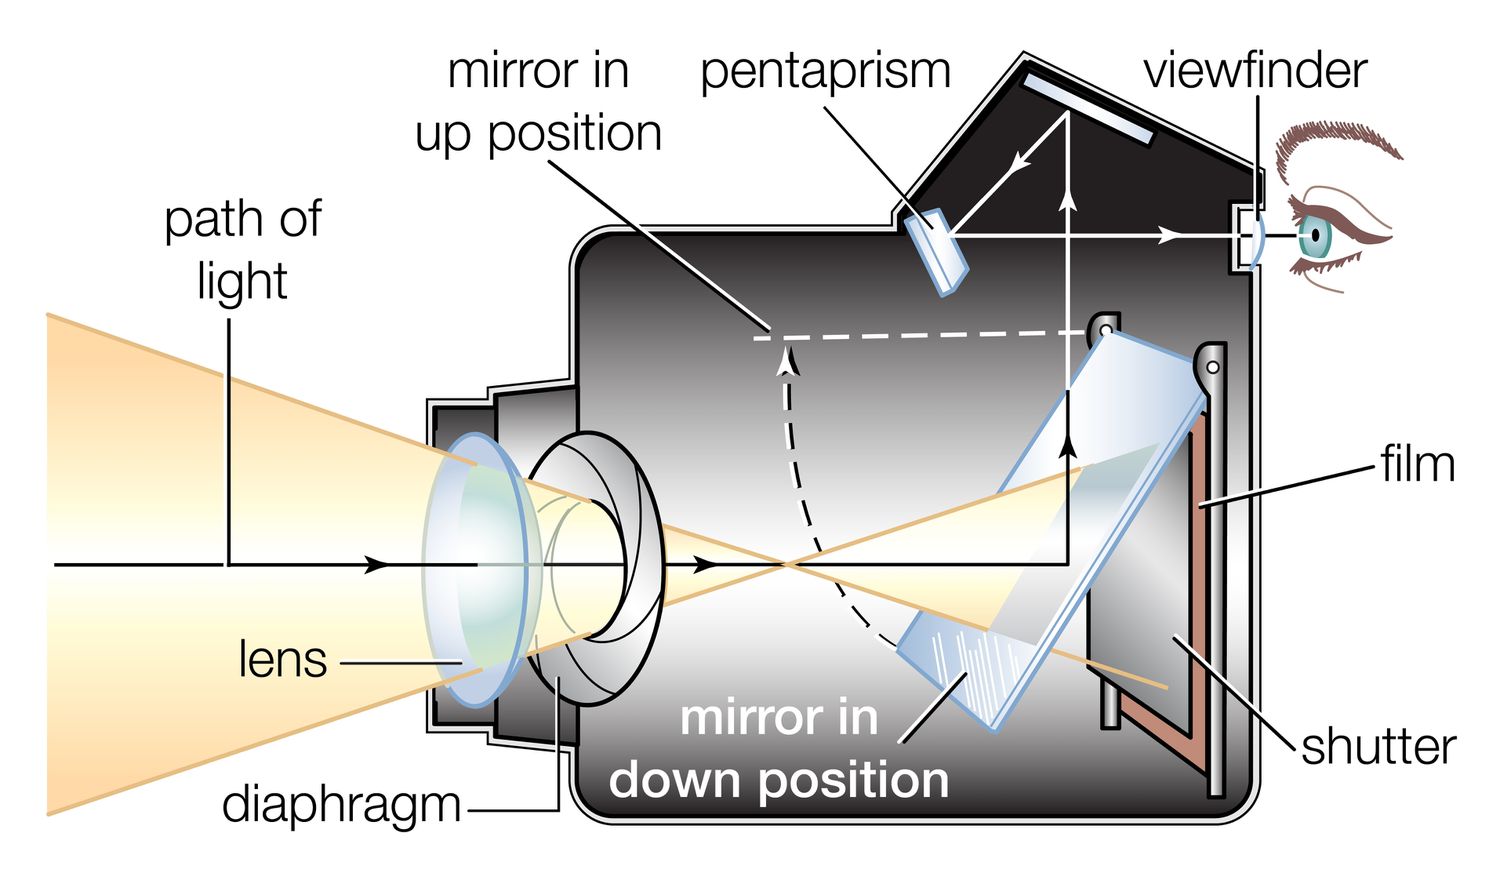 mirror in
up position
pentaprism
viewfinder
path of
light
film
lens
mirror in
down position
shutter
diaphragm